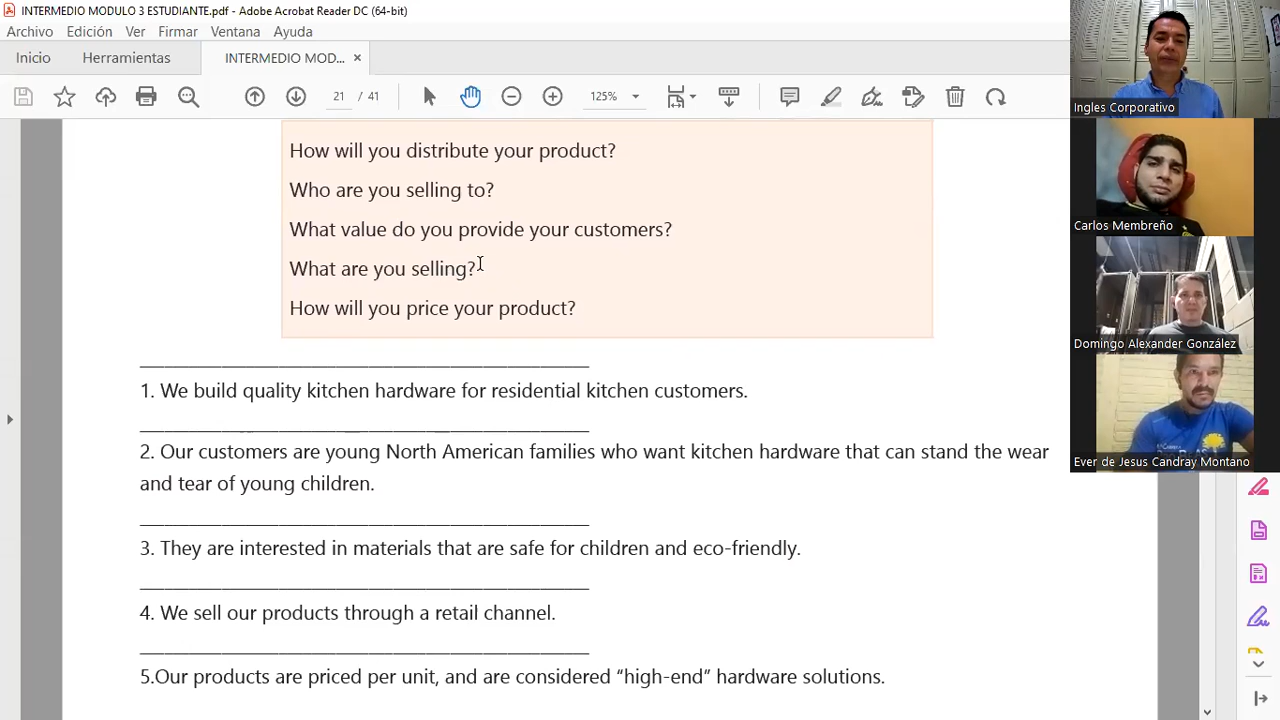 INTERMEDIO MODULO 3 ESTUDIANTE.pdf - Adobe Acrobat Reader DC (64-bit)
Archivo Edición Ver Firmar Ventana Ayuda
Inicio Herramientas INTERMEDIO MOD... ×
21 / 41 125%
How will you distribute your product?
Who are you selling to?
What value do you provide your customers?
What are you selling?
How will you price your product?
1. We build quality kitchen hardware for residential kitchen customers.
2. Our customers are young North American families who want kitchen hardware that can stand the wear
and tear of young children.
3. They are interested in materials that are safe for children and eco-friendly.
4. We sell our products through a retail channel.
5.Our products are priced per unit, and are considered “high-end” hardware solutions.
Ingles Corporativo
Carlos Membreño
Domingo Alexander González
Ever de Jesus Candray Montano